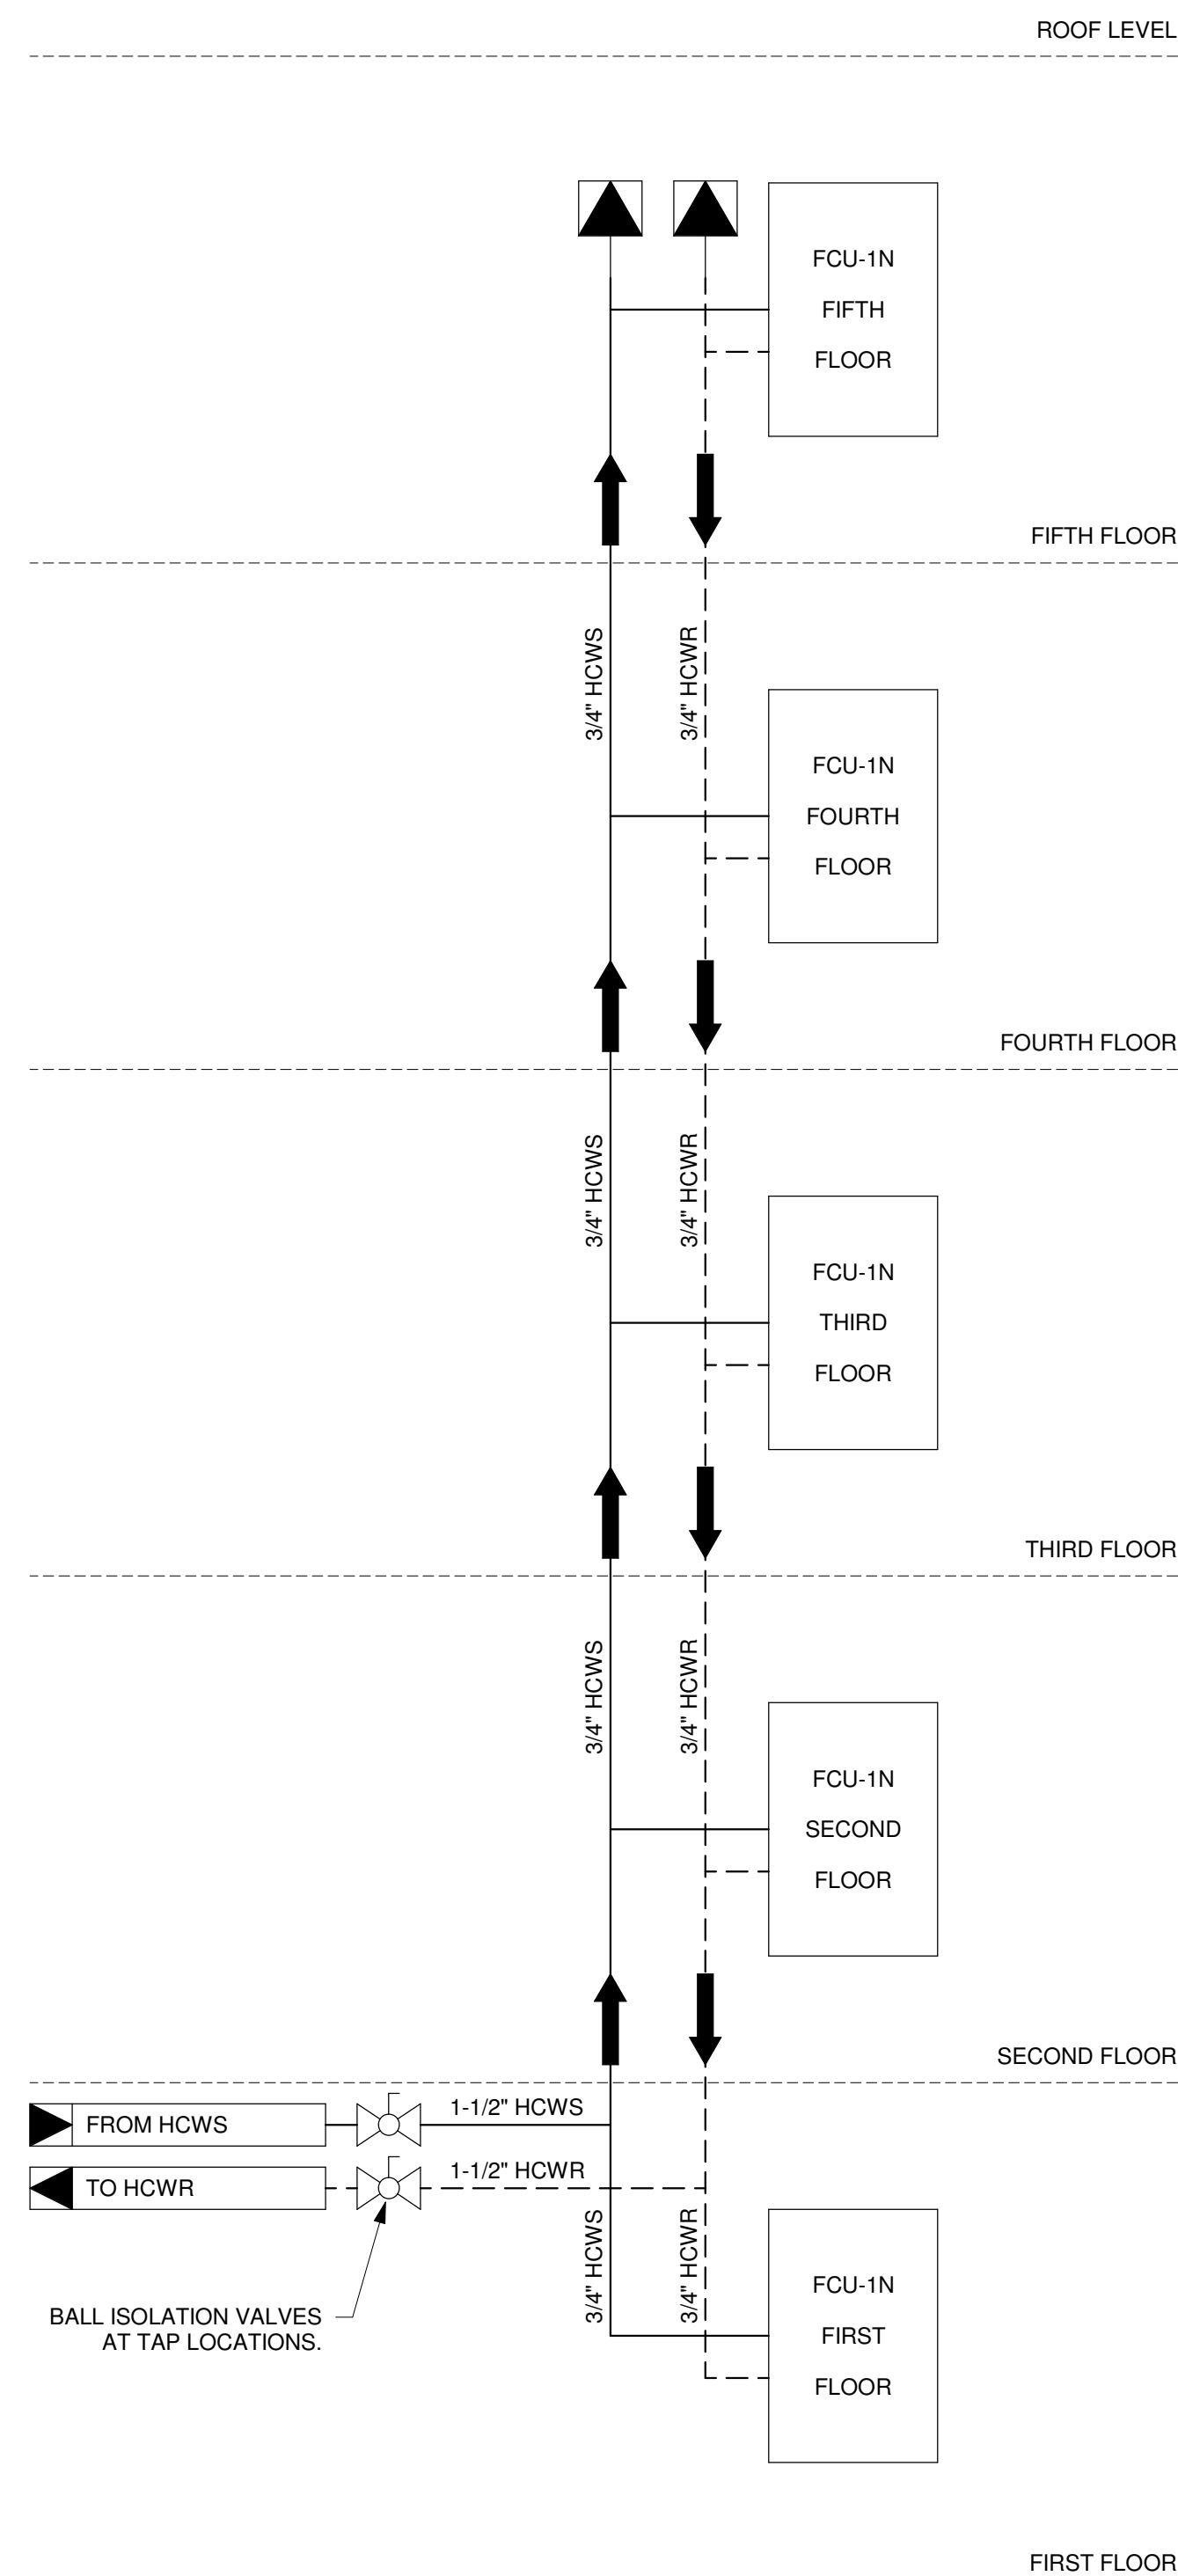 ROOF LEVEL
FCU-1N
FIFTH
FLOOR
FIFTH FLOOR
3/4" HCWS
3/4" HCWR
FCU-1N
FOURTH
FLOOR
FOURTH FLOOR
3/4" HCWS
3/4" HCWR
FCU-1N
THIRD
FLOOR
THIRD FLOOR
3/4" HCWS
3/4" HCWR
FCU-1N
SECOND
FLOOR
SECOND FLOOR
FROM HCWS
1-1/2" HCWS
TO HCWR
1-1/2" HCWR
3/4" HCWS
3/4" HCWR
FCU-1N
FIRST
FLOOR
BALL ISOLATION VALVES
AT TAP LOCATIONS.
FIRST FLOOR